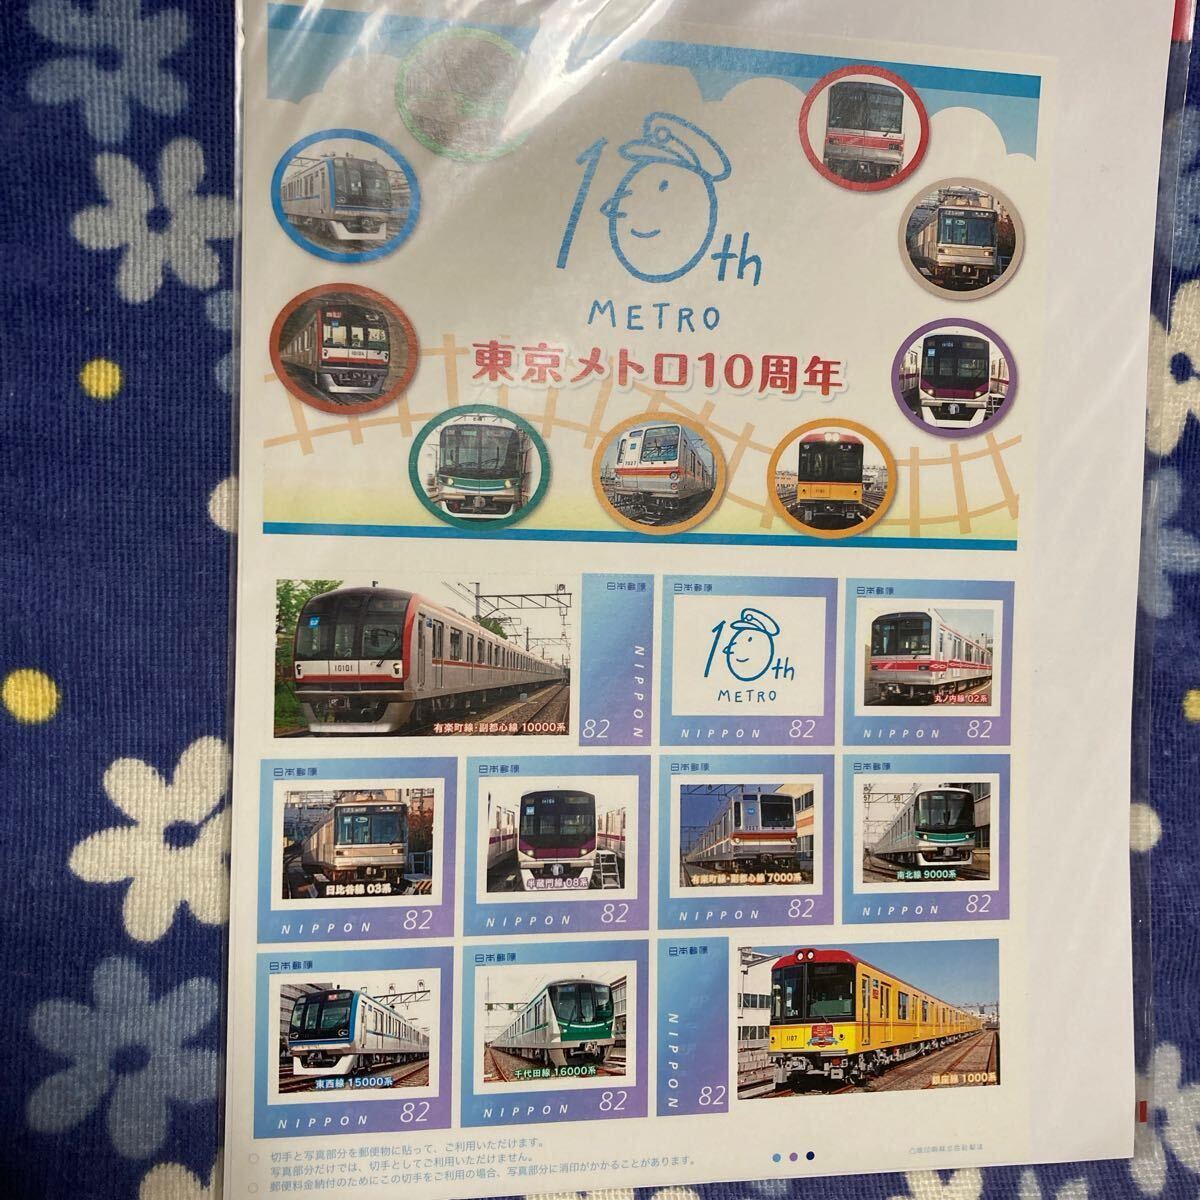 10th
METRO
東京メトロ10周年
日本郵便
NIPPON
82
10101
有楽町線・副都心線 10000系
日本郵便
10th
METRO
NIPPON 82
日本郵便
丸ノ内線 02系
NIPPON 82
日本郵便
日比谷線 03系
NIPPON 82
日本郵便
半蔵門線 08系
NIPPON 82
日本郵便
有楽町線・副都心線 7000系
NIPPON 82
日本郵便
南北線 9000系
NIPPON 82
日本郵便
東西線 15000系
NIPPON 82
日本郵便
千代田線 16000系
NIPPON 82
日本郵便
NIPPON
82
1107
銀座線 1000系
○ 切手と写真部分を郵便物に貼って、ご利用いただけます。
写真部分だけでは、切手としてご利用いただけません。
○ 郵便料金納付のためにこの切手をご利用の場合、写真部分に消印がかかることがあります。
凸版印刷株式会社製造